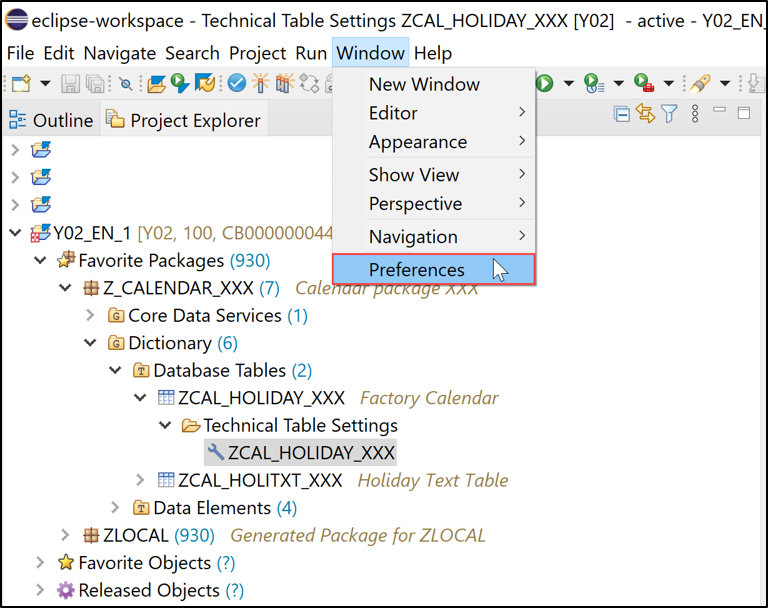 eclipse-workspace - Technical Table Settings ZCAL_HOLIDAY_XXX [Y02] - active - Y02_EN_
File Edit Navigate Search Project Run Window Help
New Window
Editor
Outline Project Explorer
Appearance
Show View
Perspective
Y02_EN_1 [Y02, 100, CB000000044
Navigation
Favorite Packages (930)
Preferences
Z_CALENDAR_XXX (7) Calendar package XXX
Core Data Services (1)
Dictionary (6)
Database Tables (2)
ZCAL_HOLIDAY_XXX Factory Calendar
Technical Table Settings
ZCAL_HOLIDAY_XXX
ZCAL_HOLITXT_XXX Holiday Text Table
Data Elements (4)
ZLOCAL (930) Generated Package for ZLOCAL
Favorite Objects (?)
Released Objects (?)